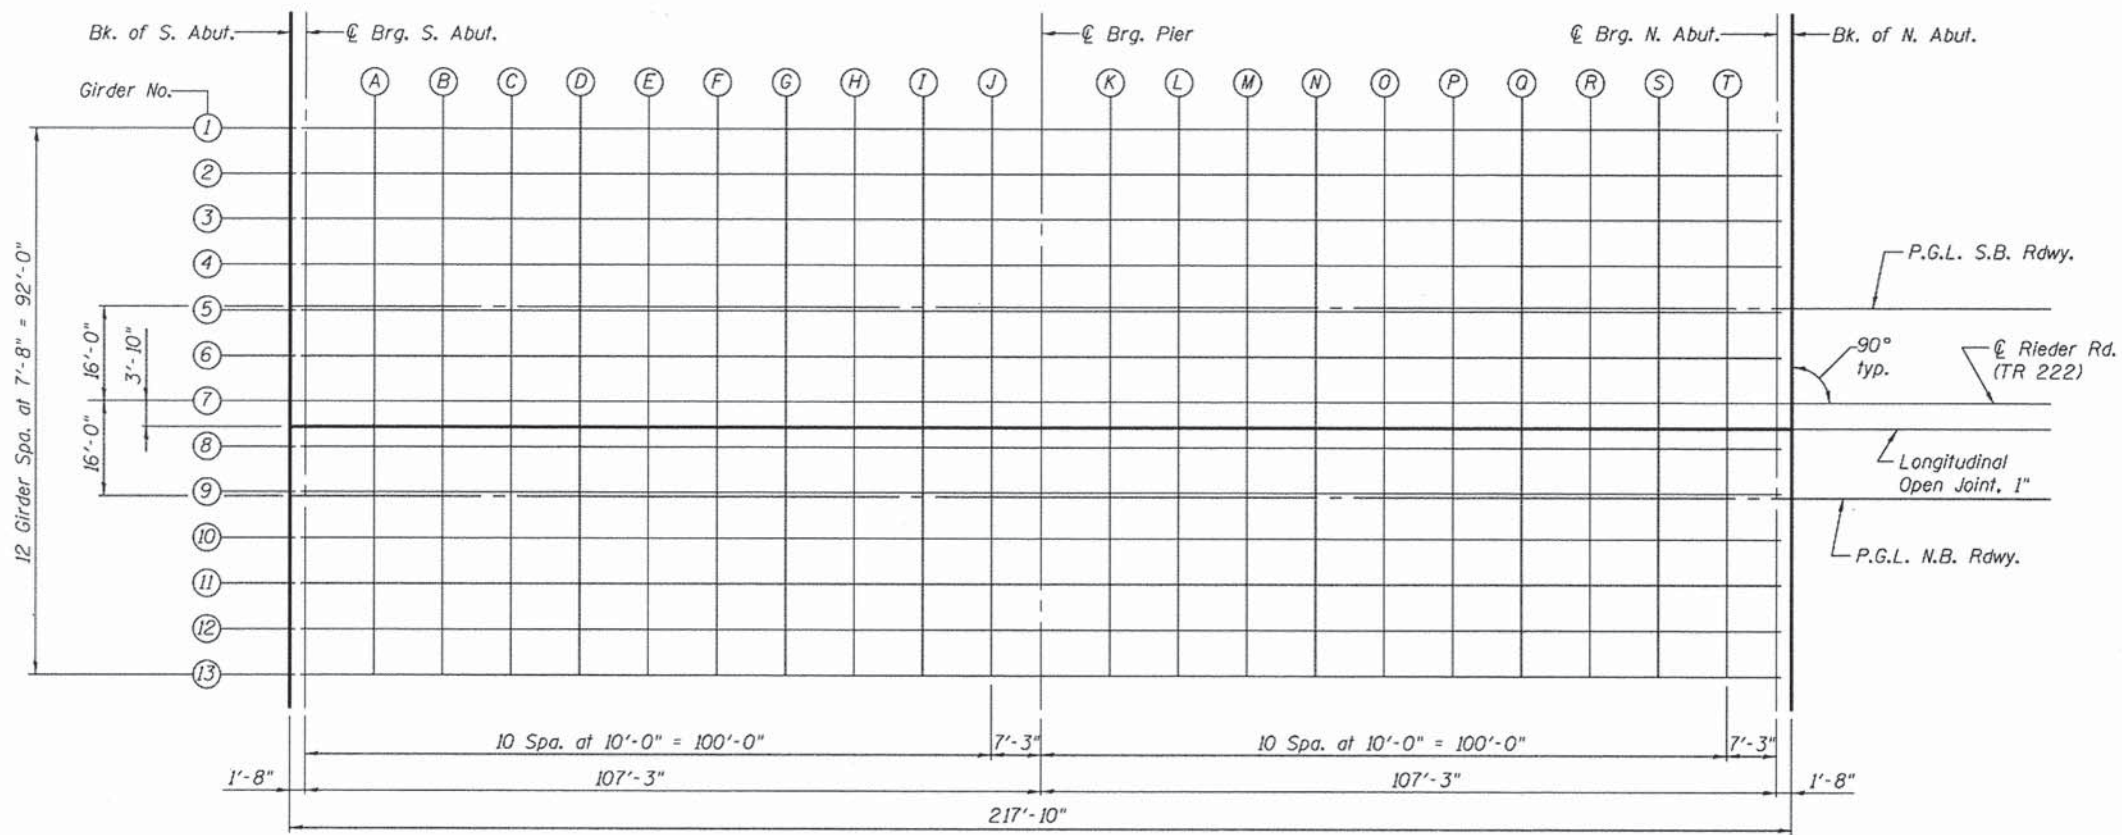 Bk. of S. Abut.
℄ Brg. S. Abut.
℄ Brg. Pier
℄ Brg. N. Abut.
Bk. of N. Abut.
Girder No.
A B C D E F G H I J K L M N O P Q R S T
1
2
3
4
5
6
7
8
9
10
11
12
13
12 Girder Spa. at 7'-8" = 92'-0"
16'-0"
16'-0"
3'-10"
P.G.L. S.B. Rdwy.
90°
typ.
℄ Rieder Rd.
(TR 222)
Longitudinal
Open Joint, 1"
P.G.L. N.B. Rdwy.
10 Spa. at 10'-0" = 100'-0"
7'-3"
10 Spa. at 10'-0" = 100'-0"
7'-3"
1'-8"
107'-3"
107'-3"
1'-8"
217'-10"